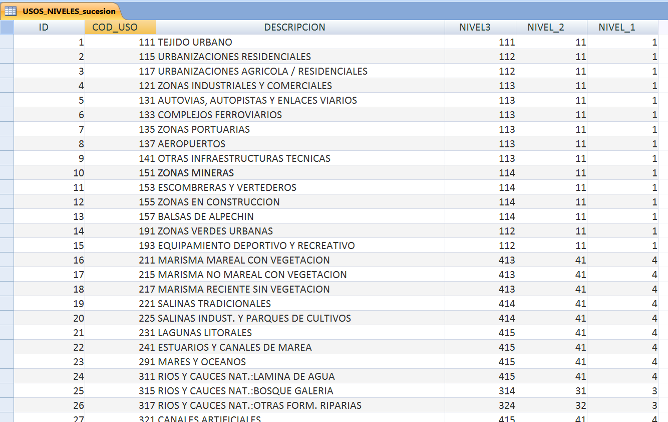 USOS_NIVELES_sucesion
ID COD_USO DESCRIPCION NIVEL3 NIVEL_2 NIVEL_1
1 111 TEJIDO URBANO 111 11 1
2 115 URBANIZACIONES RESIDENCIALES 112 11 1
3 117 URBANIZACIONES AGRICOLA / RESIDENCIALES 112 11 1
4 121 ZONAS INDUSTRIALES Y COMERCIALES 113 11 1
5 131 AUTOVIAS, AUTOPISTAS Y ENLACES VIARIOS 113 11 1
6 133 COMPLEJOS FERROVIARIOS 113 11 1
7 135 ZONAS PORTUARIAS 113 11 1
8 137 AEROPUERTOS 113 11 1
9 141 OTRAS INFRAESTRUCTURAS TECNICAS 113 11 1
10 151 ZONAS MINERAS 114 11 1
11 153 ESCOMBRERAS Y VERTEDEROS 114 11 1
12 155 ZONAS EN CONSTRUCCION 114 11 1
13 157 BALSAS DE ALPECHIN 114 11 1
14 191 ZONAS VERDES URBANAS 112 11 1
15 193 EQUIPAMIENTO DEPORTIVO Y RECREATIVO 112 11 1
16 211 MARISMA MAREAL CON VEGETACION 413 41 4
17 215 MARISMA NO MAREAL CON VEGETACION 413 41 4
18 217 MARISMA RECIENTE SIN VEGETACION 413 41 4
19 221 SALINAS TRADICIONALES 414 41 4
20 225 SALINAS INDUST. Y PARQUES DE CULTIVOS 414 41 4
21 231 LAGUNAS LITORALES 415 41 4
22 241 ESTUARIOS Y CANALES DE MAREA 415 41 4
23 291 MARES Y OCEANOS 415 41 4
24 311 RIOS Y CAUCES NAT.:LAMINA DE AGUA 415 41 4
25 315 RIOS Y CAUCES NAT.:BOSQUE GALERIA 314 31 3
26 317 RIOS Y CAUCES NAT.:OTRAS FORM. RIPARIAS 324 32 3
27 321 CANALES ARTIFICIALES 415 41 4